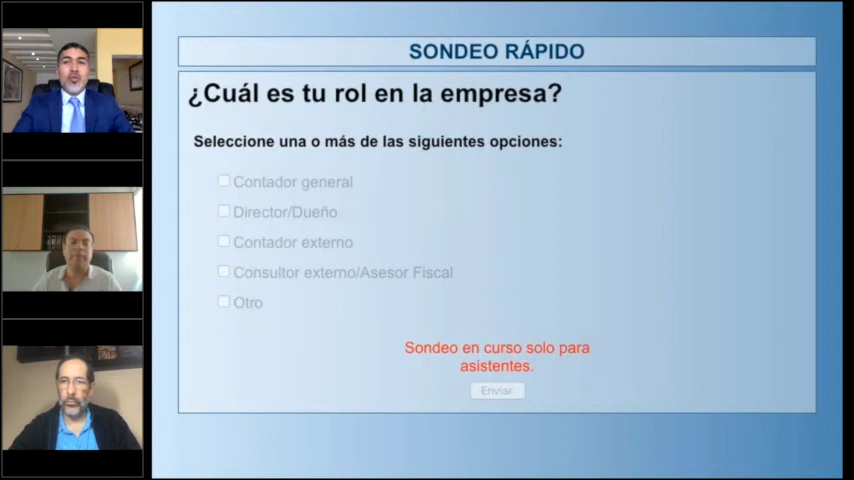 SONDEO RÁPIDO
¿Cuál es tu rol en la empresa?
Seleccione una o más de las siguientes opciones:
Contador general
Director/Dueño
Contador externo
Consultor externo/Asesor Fiscal
Otro
Sondeo en curso solo para
asistentes.
Enviar